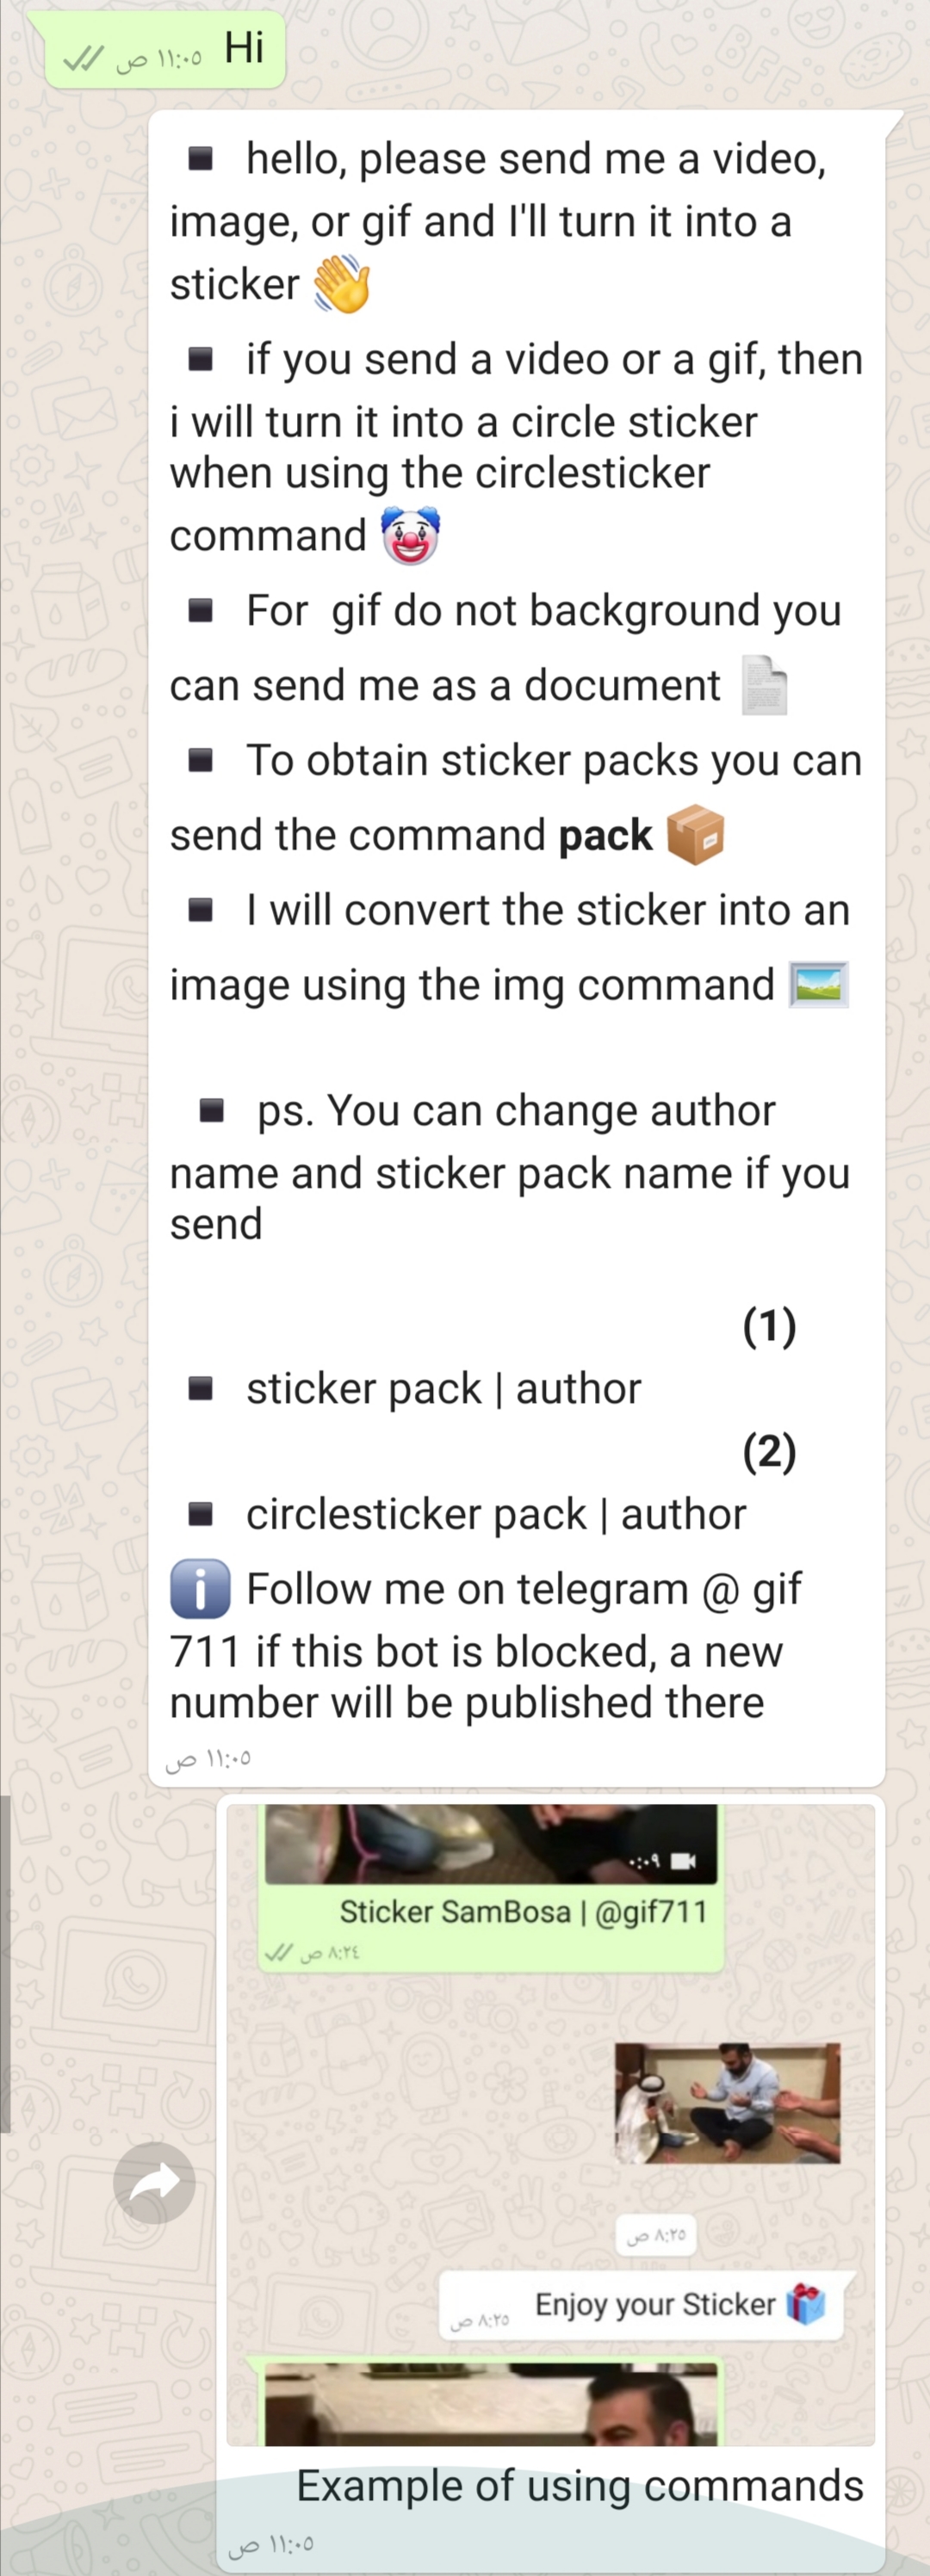 Hi
١١:٠٥ ص
hello, please send me a video,
image, or gif and I'll turn it into a
sticker 👋
if you send a video or a gif, then
i will turn it into a circle sticker
when using the circlesticker
command 🤡
For  gif do not background you
can send me as a document 📄
To obtain sticker packs you can
send the command pack 📦
I will convert the sticker into an
image using the img command 🖼️
ps. You can change author
name and sticker pack name if you
send
(1)
sticker pack | author
(2)
circlesticker pack | author
ℹ️ Follow me on telegram @ gif
711 if this bot is blocked, a new
number will be published there
١١:٠٥ ص
٠:٠٩
Sticker SamBosa | @gif711
٨:٢٤ ص
٨:٢٥ ص
Enjoy your Sticker 🎁
٨:٢٥ ص
Example of using commands
١١:٠٥ ص